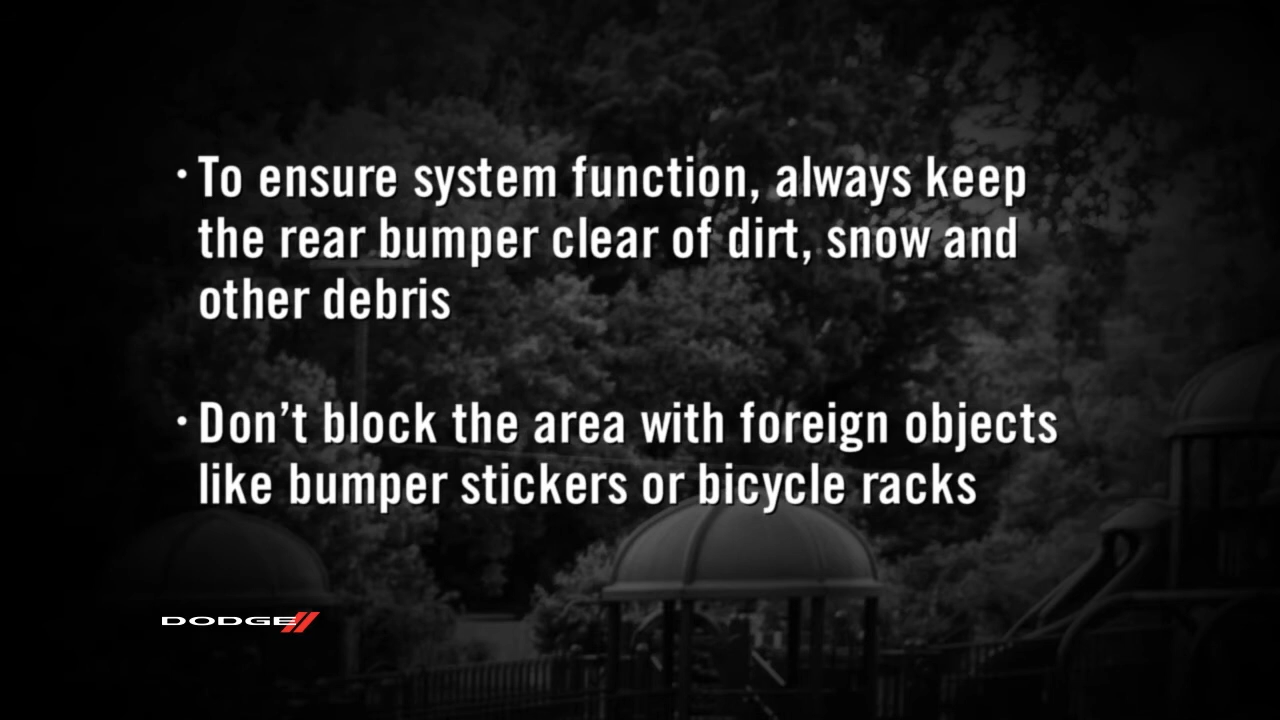 • To ensure system function, always keep
the rear bumper clear of dirt, snow and
other debris
• Don’t block the area with foreign objects
like bumper stickers or bicycle racks
DODGE